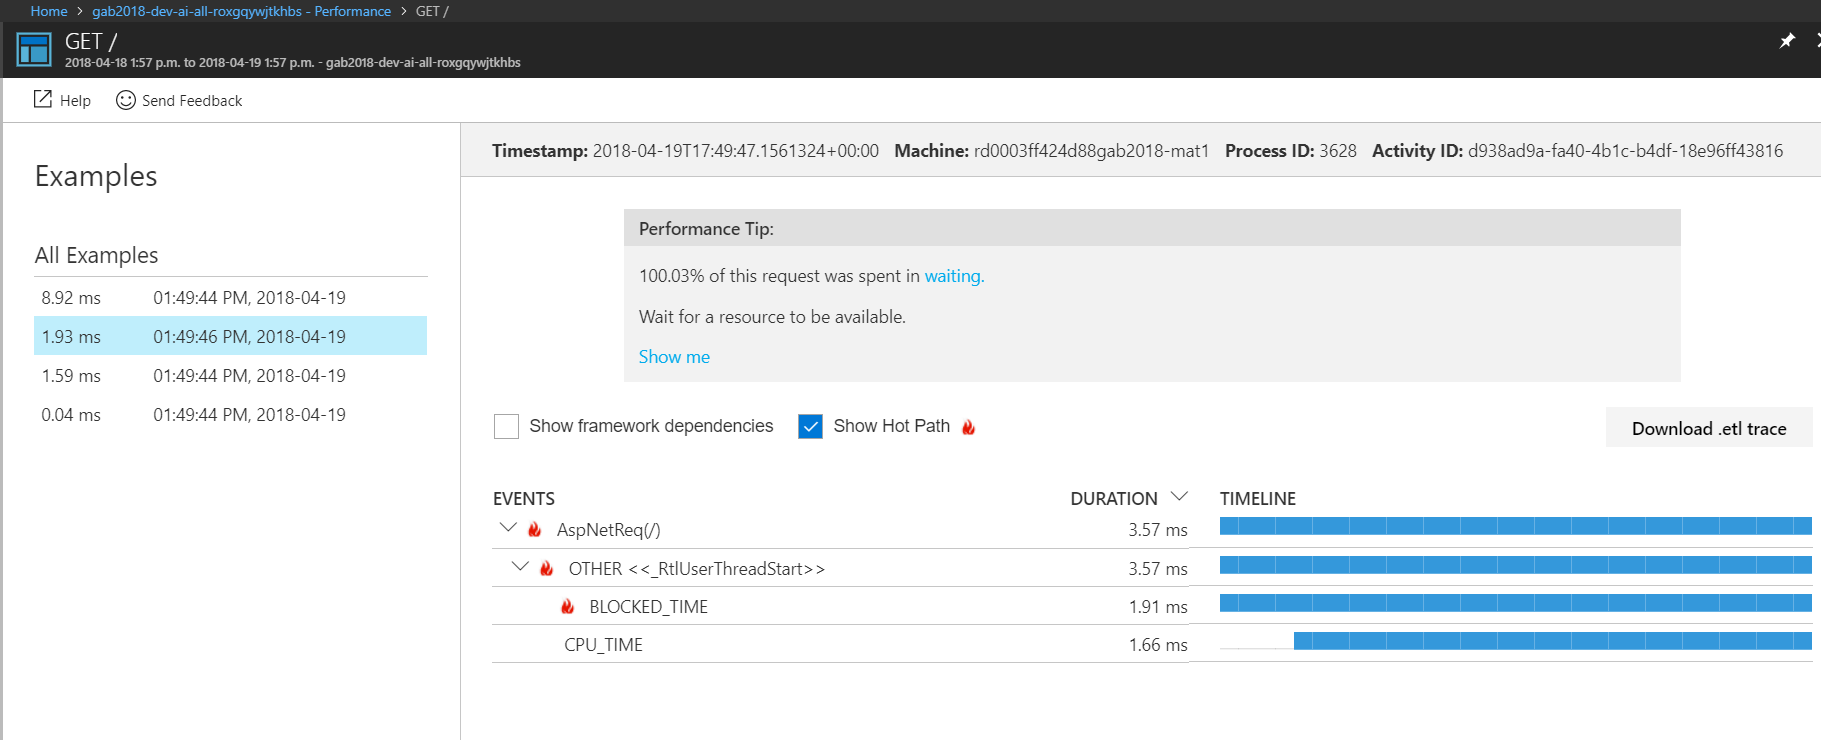 Home > gab2018-dev-ai-all-roxgqywjtkhbs - Performance > GET /
GET /
2018-04-18 1:57 p.m. to 2018-04-19 1:57 p.m. - gab2018-dev-ai-all-roxgqywjtkhbs
Help Send Feedback
Timestamp: 2018-04-19T17:49:47.1561324+00:00 Machine: rd0003ff424d88gab2018-mat1 Process ID: 3628 Activity ID: d938ad9a-fa40-4b1c-b4df-18e96ff43816
Examples
All Examples
8.92 ms 01:49:44 PM, 2018-04-19
1.93 ms 01:49:46 PM, 2018-04-19
1.59 ms 01:49:44 PM, 2018-04-19
0.04 ms 01:49:44 PM, 2018-04-19
Performance Tip:
100.03% of this request was spent in waiting.
Wait for a resource to be available.
Show me
Show framework dependencies Show Hot Path
Download .etl trace
EVENTS DURATION TIMELINE
AspNetReq(/) 3.57 ms
OTHER <<_RtlUserThreadStart>> 3.57 ms
BLOCKED_TIME 1.91 ms
CPU_TIME 1.66 ms